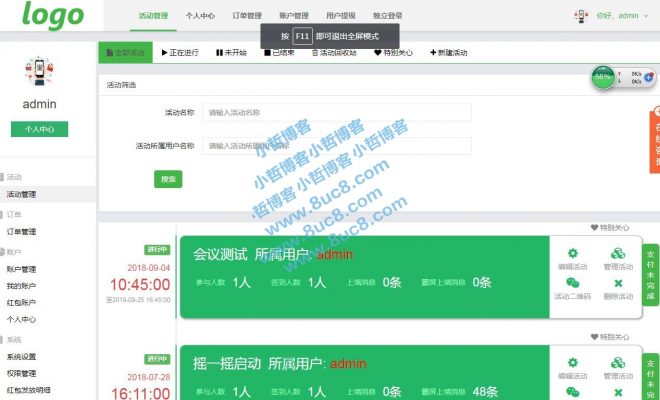 logo
活动管理 个人中心 订单管理 账户管理 用户提现 独立登录
你好, admin
按 F11 即可退出全屏模式
全部活动 正在进行 未开始 已结束 活动回收站 特别关心 新建活动
56% 0K/s
0K/s
admin
个人中心
活动筛选
活动名称 请输入活动名称
活动所属用户名称 请输入活动所属用户名称
搜索
在线咨询
小哲博客小哲博客
小哲博客小哲博客
小哲博客小哲博客
www.8uc8.com
www.8uc8.com
活动
活动管理
订单
订单管理
账户
账户管理
我的账户
红包账户
个人中心
系统
系统设置
权限管理
红包发放明细
特别关心
进行中
2018-09-04
10:45:00
至2018-09-25 16:45:00
会议测试 所属用户: admin
参与人数 1人 签到人数 1人 上墙消息 0条 霸屏上墙消息 0条
编辑活动 管理活动
活动二维码 删除活动
支付未完成
特别关心
进行中
2018-07-28
16:11:00
摇一摇启动 所属用户: admin
参与人数 1人 签到人数 1人 上墙消息 0条 霸屏上墙消息 48条
编辑活动 管理活动
支付未